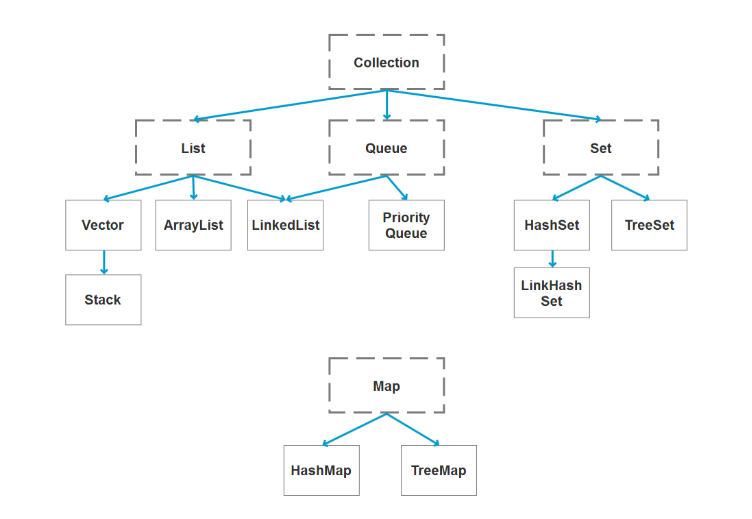 Collection
List
Queue
Set
Vector
ArrayList
LinkedList
Priority
Queue
HashSet
TreeSet
Stack
LinkHash
Set
Map
HashMap
TreeMap